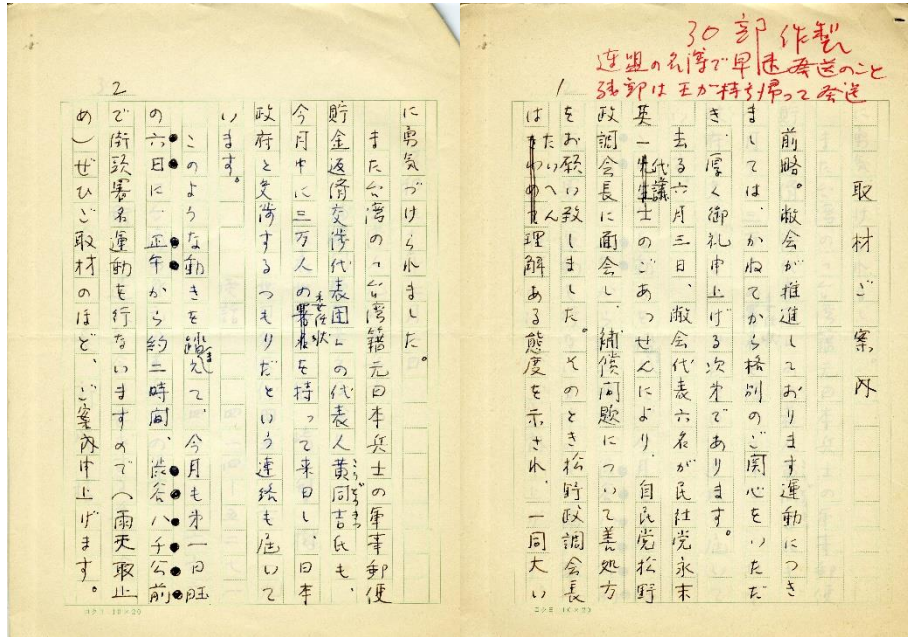 30部作製
連盟の名簿で早速発送のこと
残部は王が持ち帰って発送
1
取材ご案内
前略。敝会が推進しております運動につき
ましては、かねてから格別のご関心をいただ
き、厚く御礼申上げる次第であります。
去る六月三日、敝会代表六名が民社党永末
英一代議士のごあっせんにより、自民党松野
政調会長に面会し、補償問題について善処方
をお願い致しました。そのとき松野政調会長
はたいへん理解ある態度を示され、一同大い
2
に勇気づけられました。
また台湾の「台湾籍元日本兵士の軍事郵便
貯金返済交渉代表団」の代表人黄同吉氏も、
今月中に三万人の委任状を持って来日し、日本
政府と交渉するつもりだという連絡も届いて
います。
このような動きを踏まえて、今月も第一日曜
の六日に、正午から約二時間、渋谷ハチ公前
で街頭署名運動を行ないますので(雨天取止
め)ぜひご取材のほど、ご案内申上げます。
コクヨ